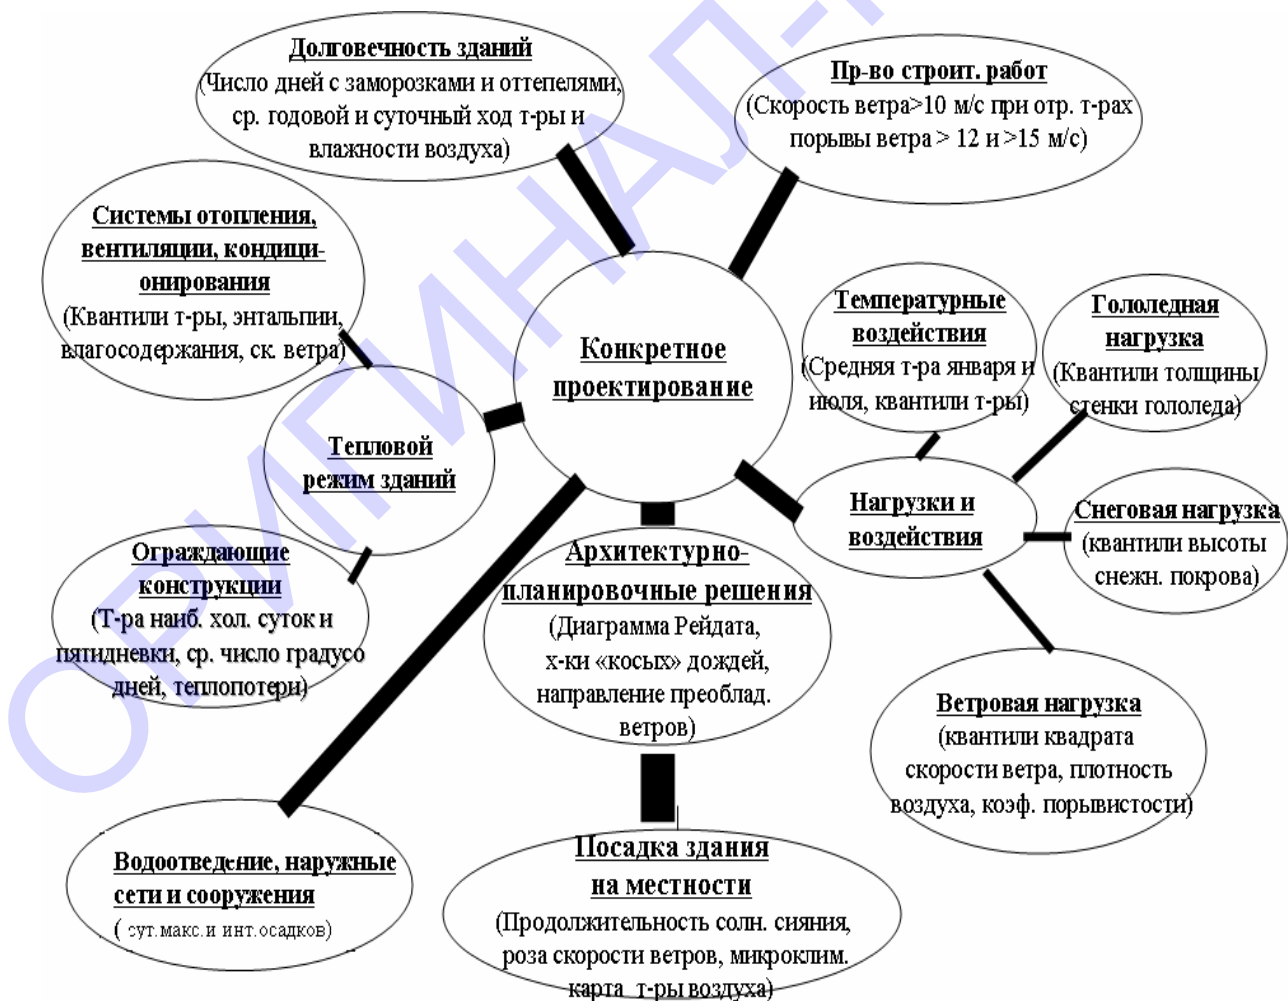 Долговечность зданий
(Число дней с заморозками и оттепелями,
ср. годовой и суточный ход т-ры и
влажности воздуха)
Пр-во строит. работ
(Скорость ветра>10 м/с при отр. т-рах
порывы ветра > 12 и >15 м/с)
Системы отопления,
вентиляции, кондици-
онирования
(Квантили т-ры, энтальпии,
влагосодержания, ск. ветра)
Конкретное
проектирование
Температурные
воздействия
(Средняя т-ра января и
июля, квантили т-ры)
Гололедная
нагрузка
(Квантили толщины
стенки гололеда)
Тепловой
режим зданий
Нагрузки и
воздействия
Снеговая нагрузка
(квантили высоты
снежн. покрова)
Ограждающие
конструкции
(Т-ра наиб. хол. суток и
пятидневки, ср. число градусо
дней, теплопотери)
Архитектурно-
планировочные решения
(Диаграмма Рейдата,
х-ки «косых» дождей,
направление преоблад.
ветров)
Ветровая нагрузка
(квантили квадрата
скорости ветра, плотность
воздуха, коэф. порывистости)
Водоотведение, наружные
сети и сооружения
( сут.макс.и инт.осадков)
Посадка здания
на местности
(Продолжительность солн. сияния,
роза скорости ветров, микроклим.
карта т-ры воздуха)
ОРИГИНАЛ-